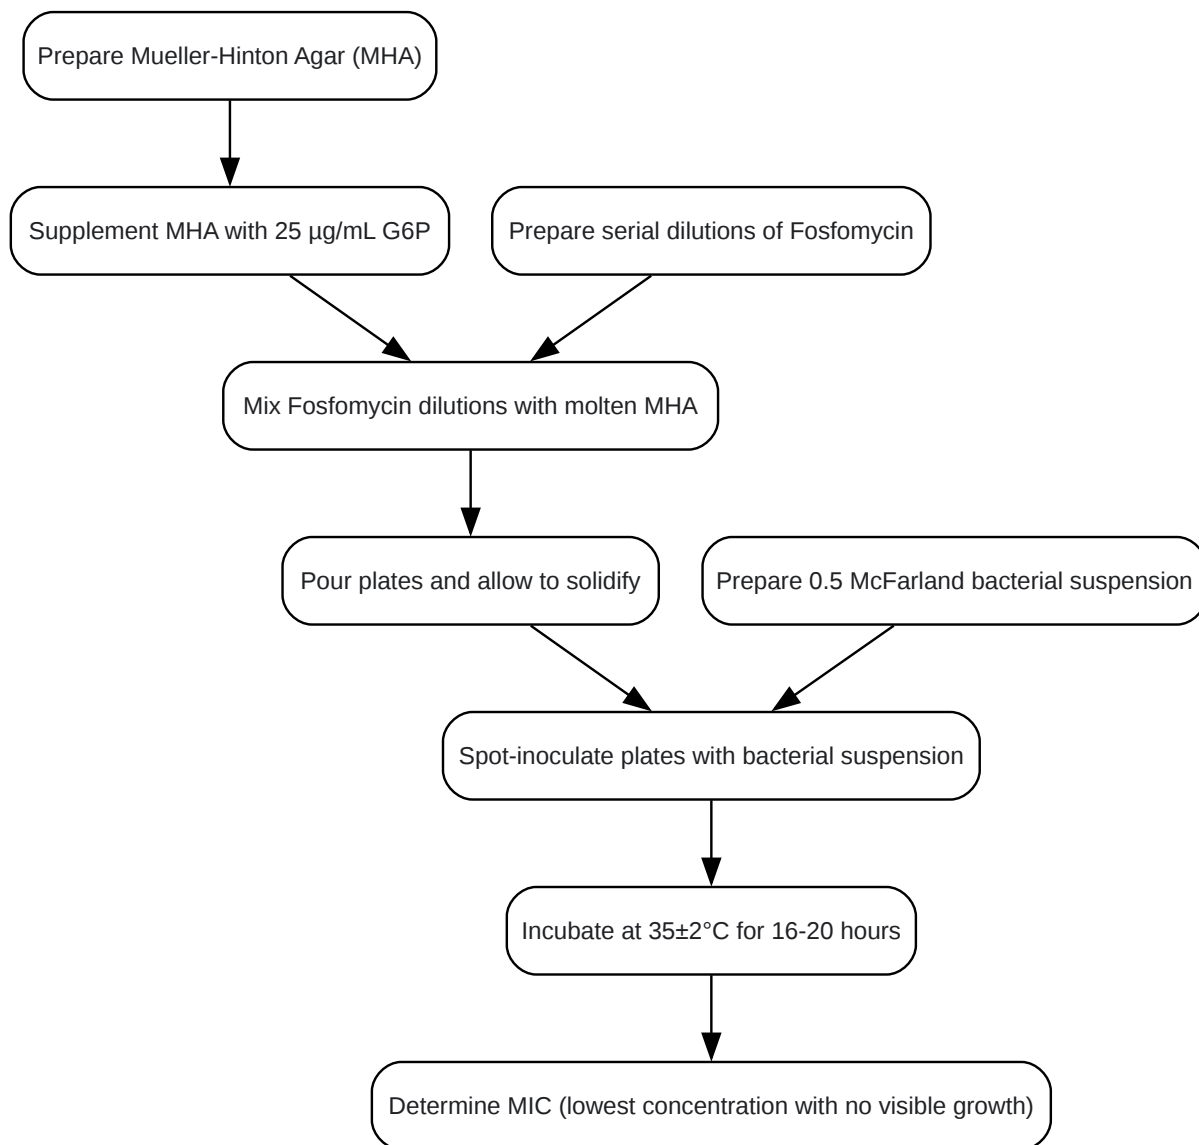 Prepare Mueller-Hinton Agar (MHA)
Supplement MHA with 25 µg/mL G6P
Prepare serial dilutions of Fosfomycin
Mix Fosfomycin dilutions with molten MHA
Pour plates and allow to solidify
Prepare 0.5 McFarland bacterial suspension
Spot-inoculate plates with bacterial suspension
Incubate at 35±2°C for 16-20 hours
Determine MIC (lowest concentration with no visible growth)